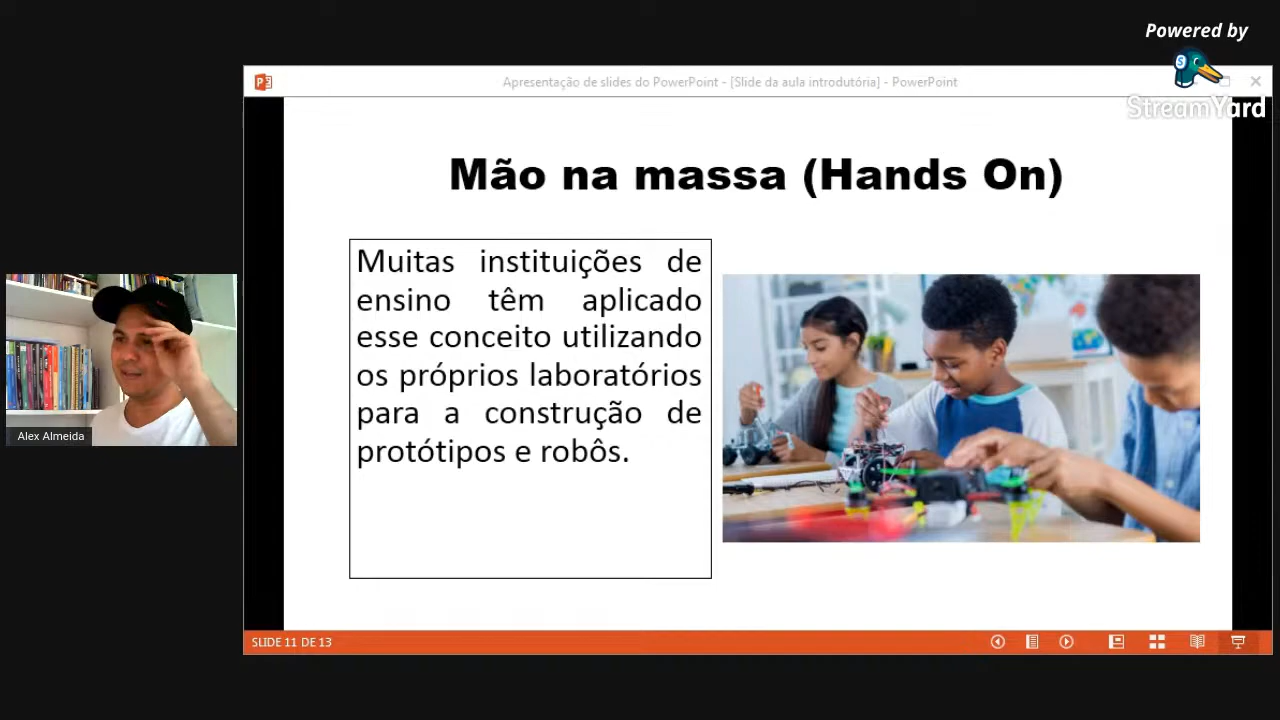 Powered by
StreamYard
Apresentação de slides do PowerPoint - [Slide da aula introdutória] - PowerPoint
Mão na massa (Hands On)
Muitas instituições de
ensino têm aplicado
esse conceito utilizando
os próprios laboratórios
para a construção de
protótipos e robôs.
Alex Almeida
SLIDE 11 DE 13